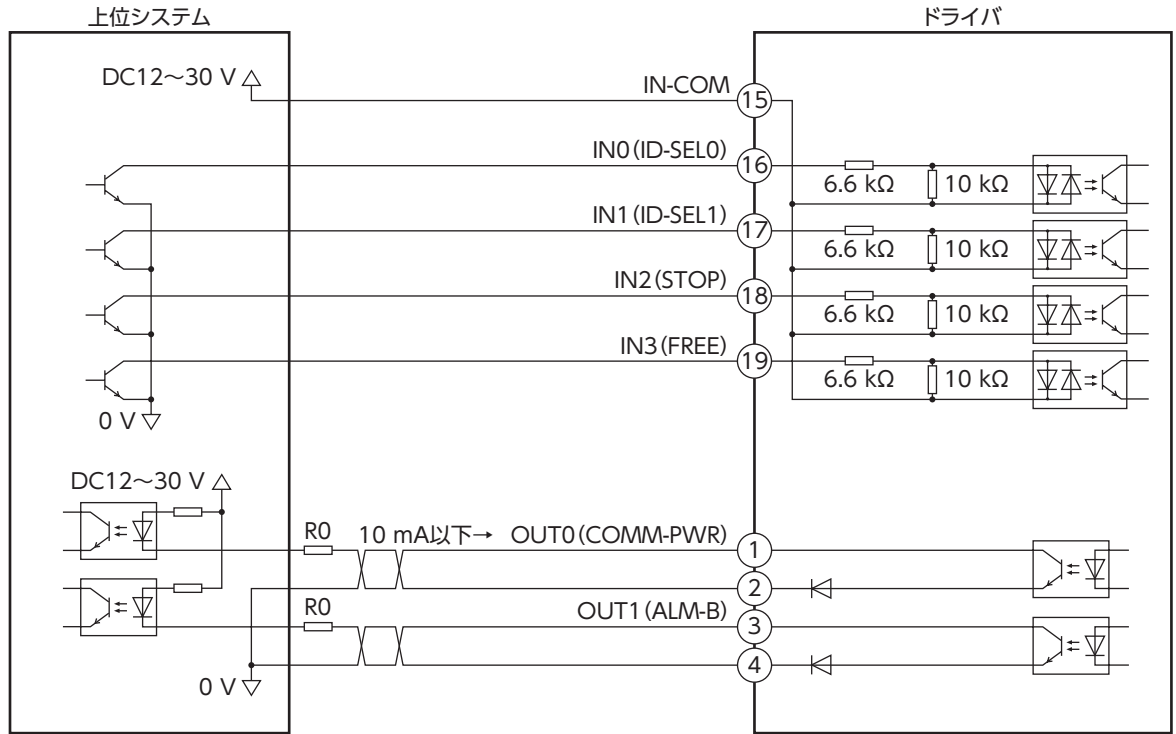 上位システム
ドライバ
DC12～30 V
IN-COM
15
IN0(ID-SEL0)
16
6.6 kΩ
10 kΩ
IN1(ID-SEL1)
17
6.6 kΩ
10 kΩ
IN2(STOP)
18
6.6 kΩ
10 kΩ
IN3(FREE)
19
6.6 kΩ
10 kΩ
0 V
DC12～30 V
R0
10 mA以下→
OUT0(COMM-PWR)
1
2
R0
OUT1(ALM-B)
3
4
0 V